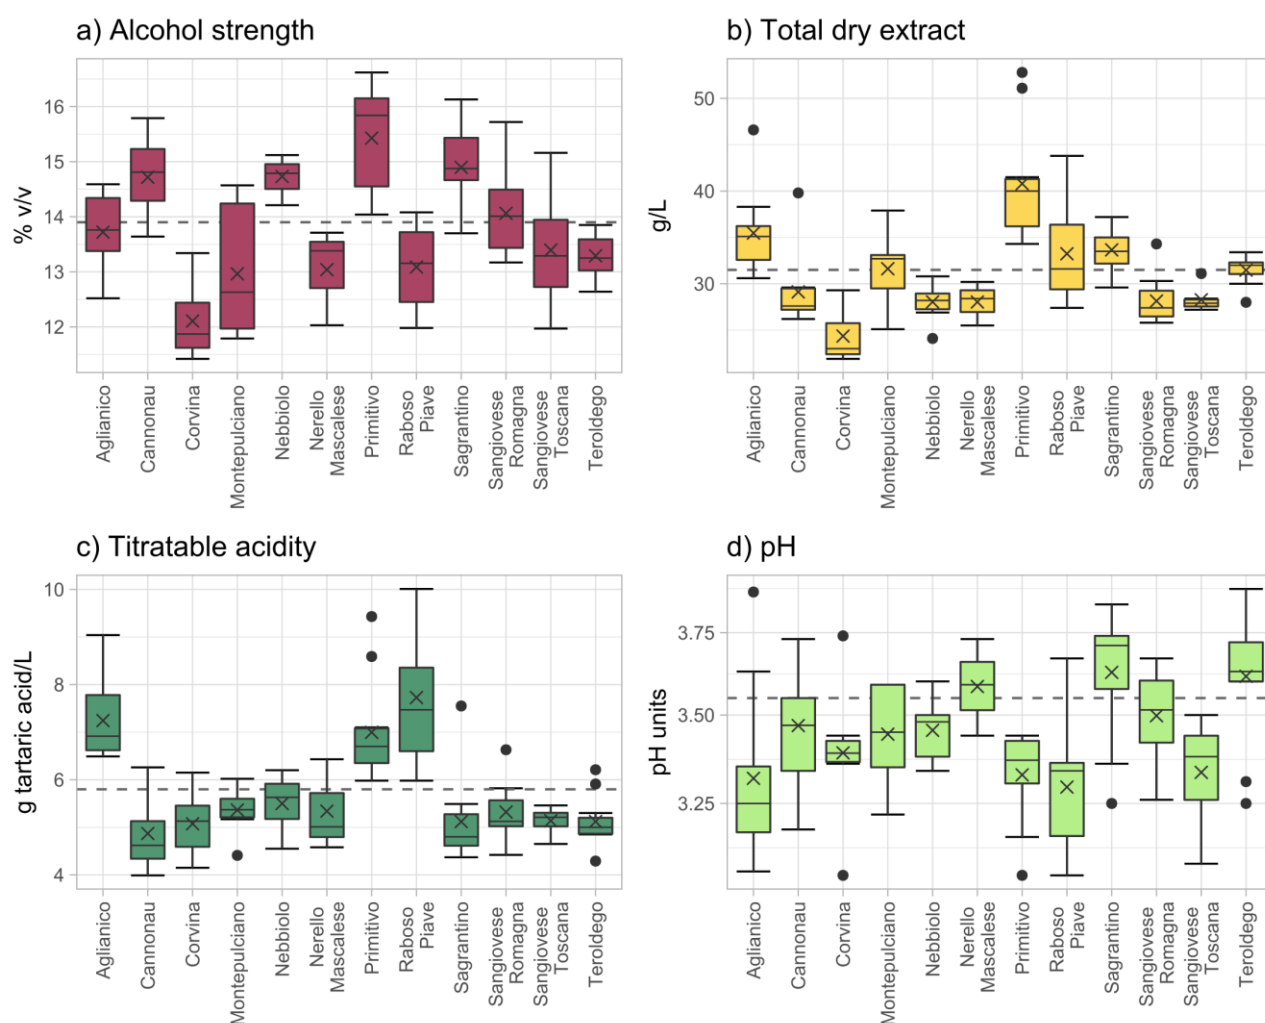 a) Alcohol strength
% v/v
16
15
14
13
12
Aglianico
Cannonau
Corvina
Montepulciano
Nebbiolo
Nerello
Mascalese
Primitivo
Raboso
Piave
Sagrantino
Sangiovese
Romagna
Sangiovese
Toscana
Teroldego
b) Total dry extract
g/L
50
40
30
Aglianico
Cannonau
Corvina
Montepulciano
Nebbiolo
Nerello
Mascalese
Primitivo
Raboso
Piave
Sagrantino
Sangiovese
Romagna
Sangiovese
Toscana
Teroldego
c) Titratable acidity
g tartaric acid/L
10
8
6
4
Aglianico
Cannonau
Corvina
Montepulciano
Nebbiolo
Nerello
Mascalese
Primitivo
Raboso
Piave
Sagrantino
Sangiovese
Romagna
Sangiovese
Toscana
Teroldego
d) pH
pH units
3.75
3.50
3.25
Aglianico
Cannonau
Corvina
Montepulciano
Nebbiolo
Nerello
Mascalese
Primitivo
Raboso
Piave
Sagrantino
Sangiovese
Romagna
Sangiovese
Toscana
Teroldego